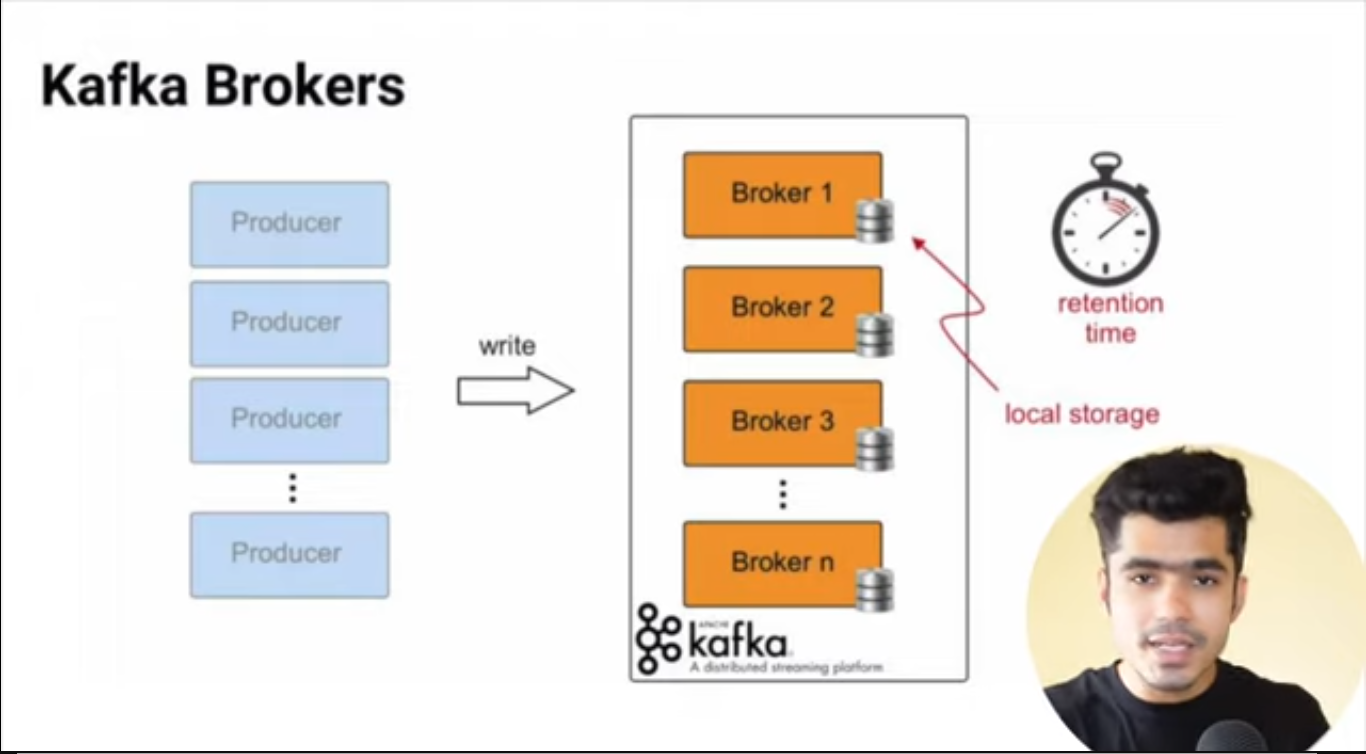 Kafka Brokers
Producer
Producer
Producer
Producer
write
Broker 1
Broker 2
Broker 3
Broker n
APACHE
kafka
A distributed streaming platform
retention
time
local storage